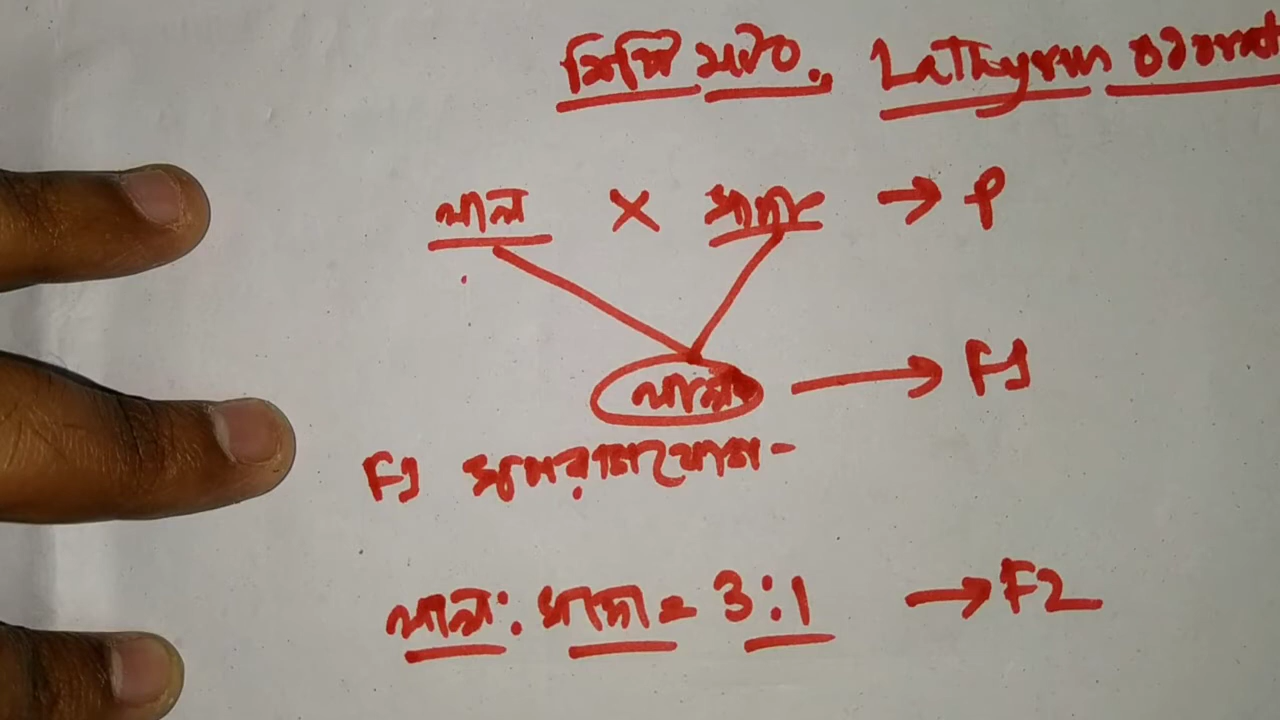 মিষ্টি মটর. Lathyrus odorat
লাল × সাদা → P
লাল → F1
F1
লাল : সাদা = 3:1 → F2